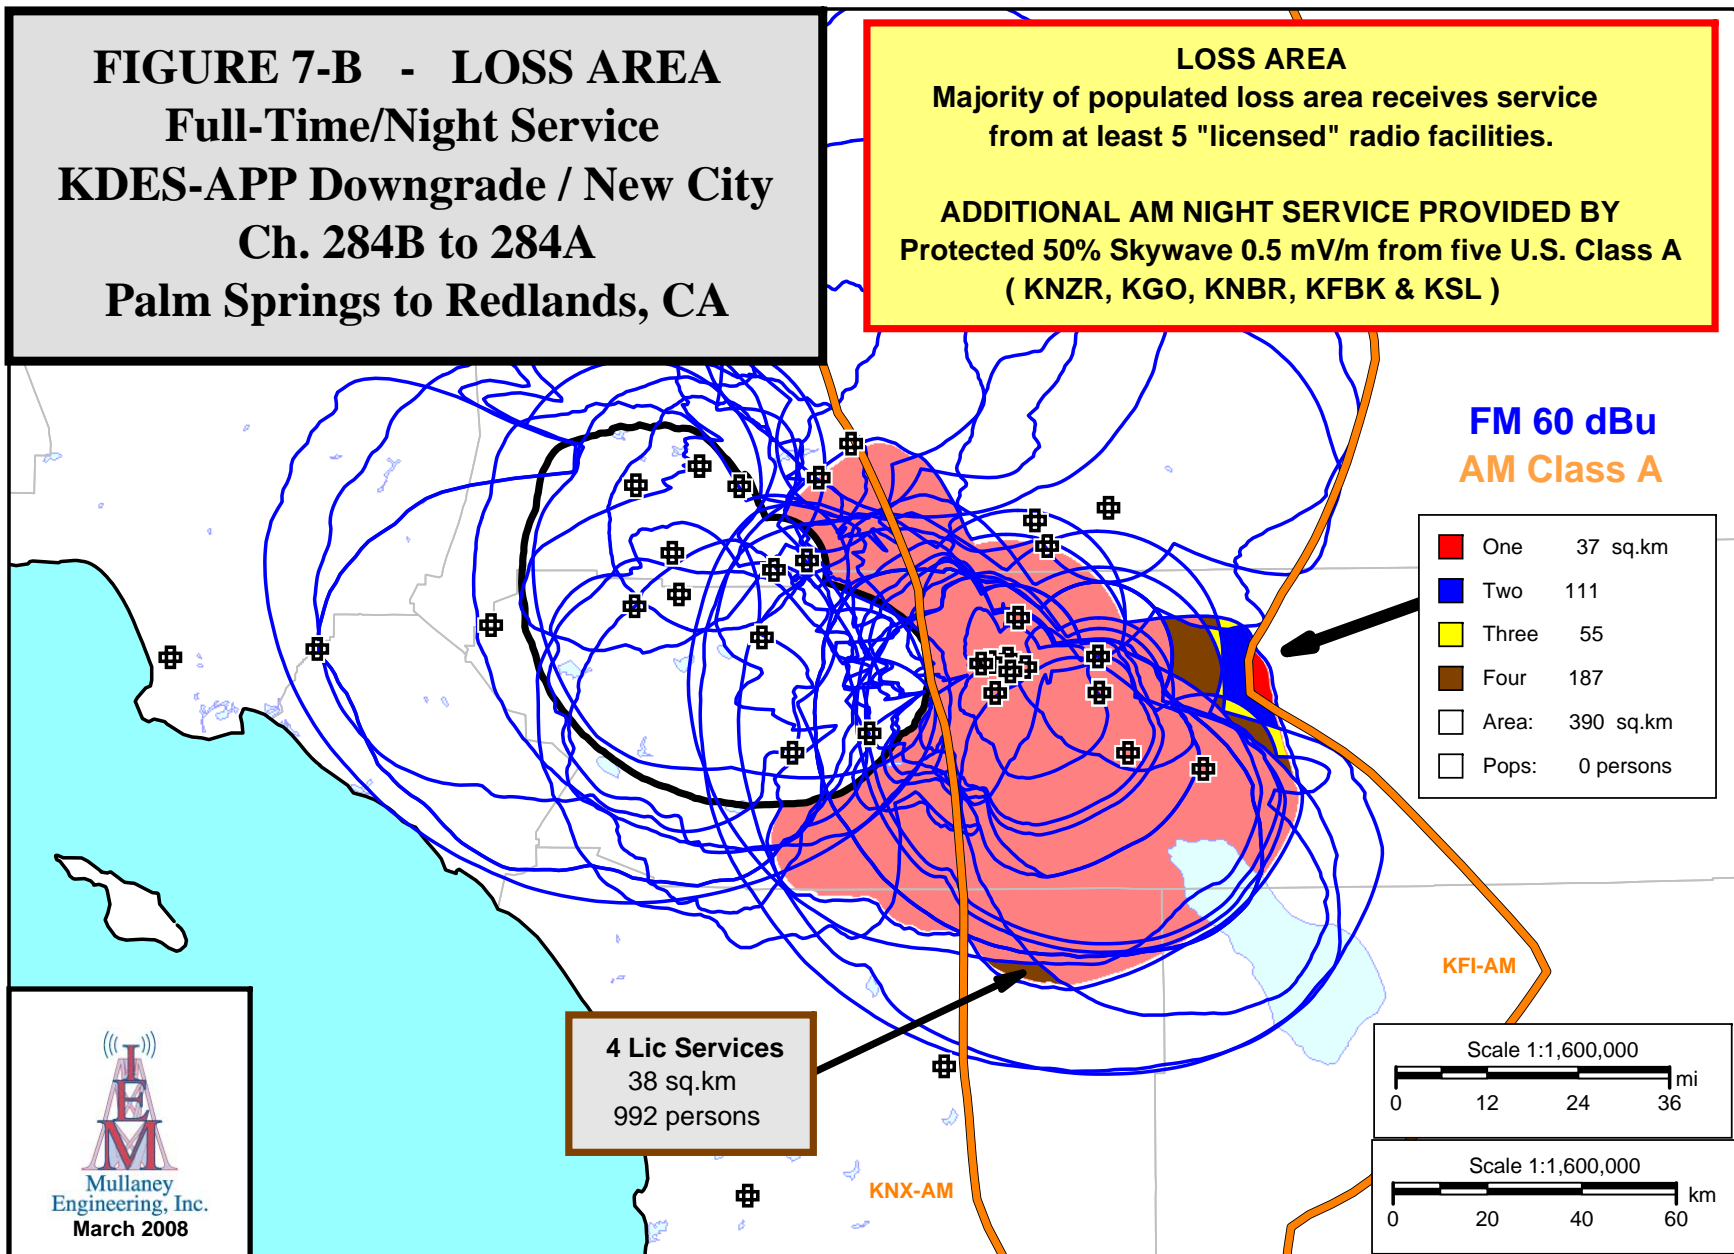 FIGURE 7-B - LOSS AREA
Full-Time/Night Service
KDES-APP Downgrade / New City
Ch. 284B to 284A
Palm Springs to Redlands, CA
LOSS AREA
Majority of populated loss area receives service
from at least 5 "licensed" radio facilities.
ADDITIONAL AM NIGHT SERVICE PROVIDED BY
Protected 50% Skywave 0.5 mV/m from five U.S. Class A
( KNZR, KGO, KNBR, KFBK & KSL )
FM 60 dBu
AM Class A
One 37 sq.km
Two 111
Three 55
Four 187
Area: 390 sq.km
Pops: 0 persons
KFI-AM
4 Lic Services
38 sq.km
992 persons
KNX-AM
Scale 1:1,600,000
mi
0 12 24 36
Scale 1:1,600,000
km
0 20 40 60
I
E
M
Mullaney
Engineering, Inc.
March 2008